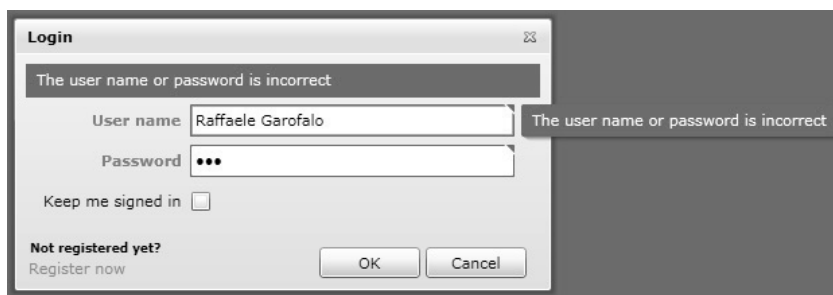 Login
The user name or password is incorrect
User name Raffaele Garofalo The user name or password is incorrect
Password •••
Keep me signed in
Not registered yet?
Register now OK Cancel